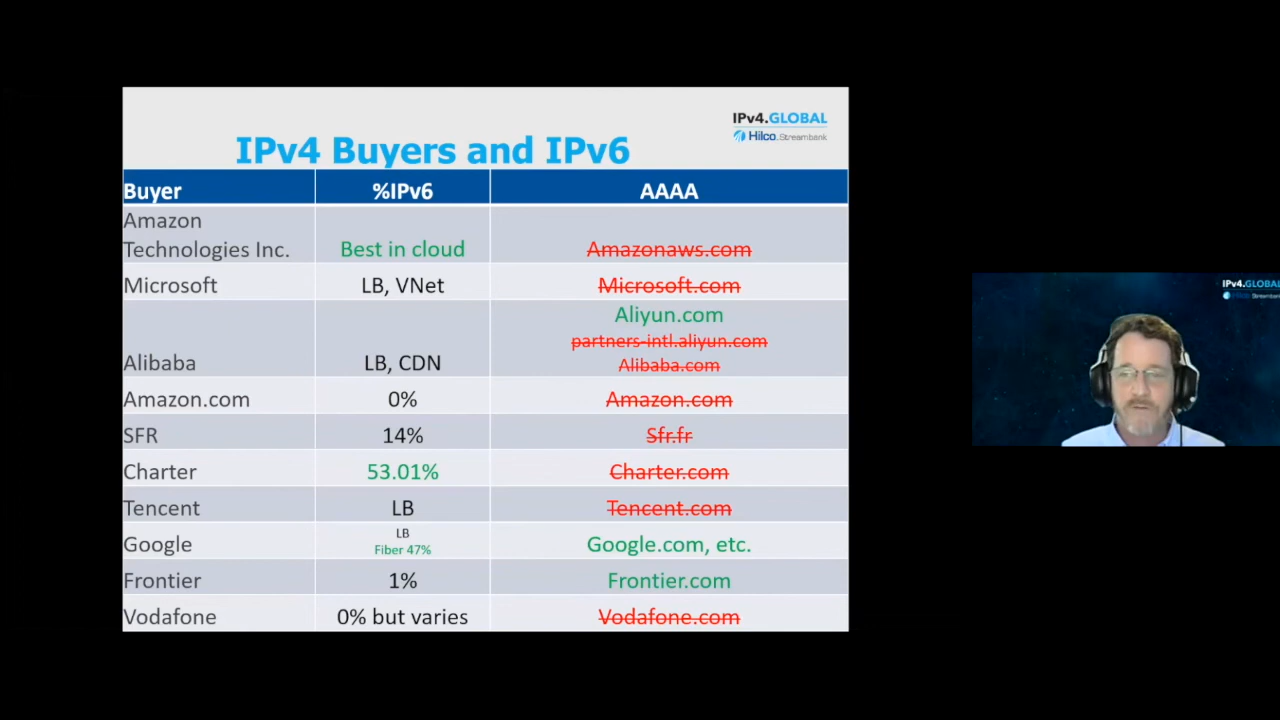 IPv4.GLOBAL
Hilco Streambank
IPv4 Buyers and IPv6
Buyer %IPv6 AAAA
Amazon
Technologies Inc. Best in cloud Amazonaws.com
Microsoft LB, VNet Microsoft.com
Aliyun.com
partners-intl.aliyun.com
Alibaba LB, CDN Alibaba.com
Amazon.com 0% Amazon.com
SFR 14% Sfr.fr
Charter 53.01% Charter.com
Tencent LB Tencent.com
LB
Google Fiber 47% Google.com, etc.
Frontier 1% Frontier.com
Vodafone 0% but varies Vodafone.com
IPv4.GLOBAL